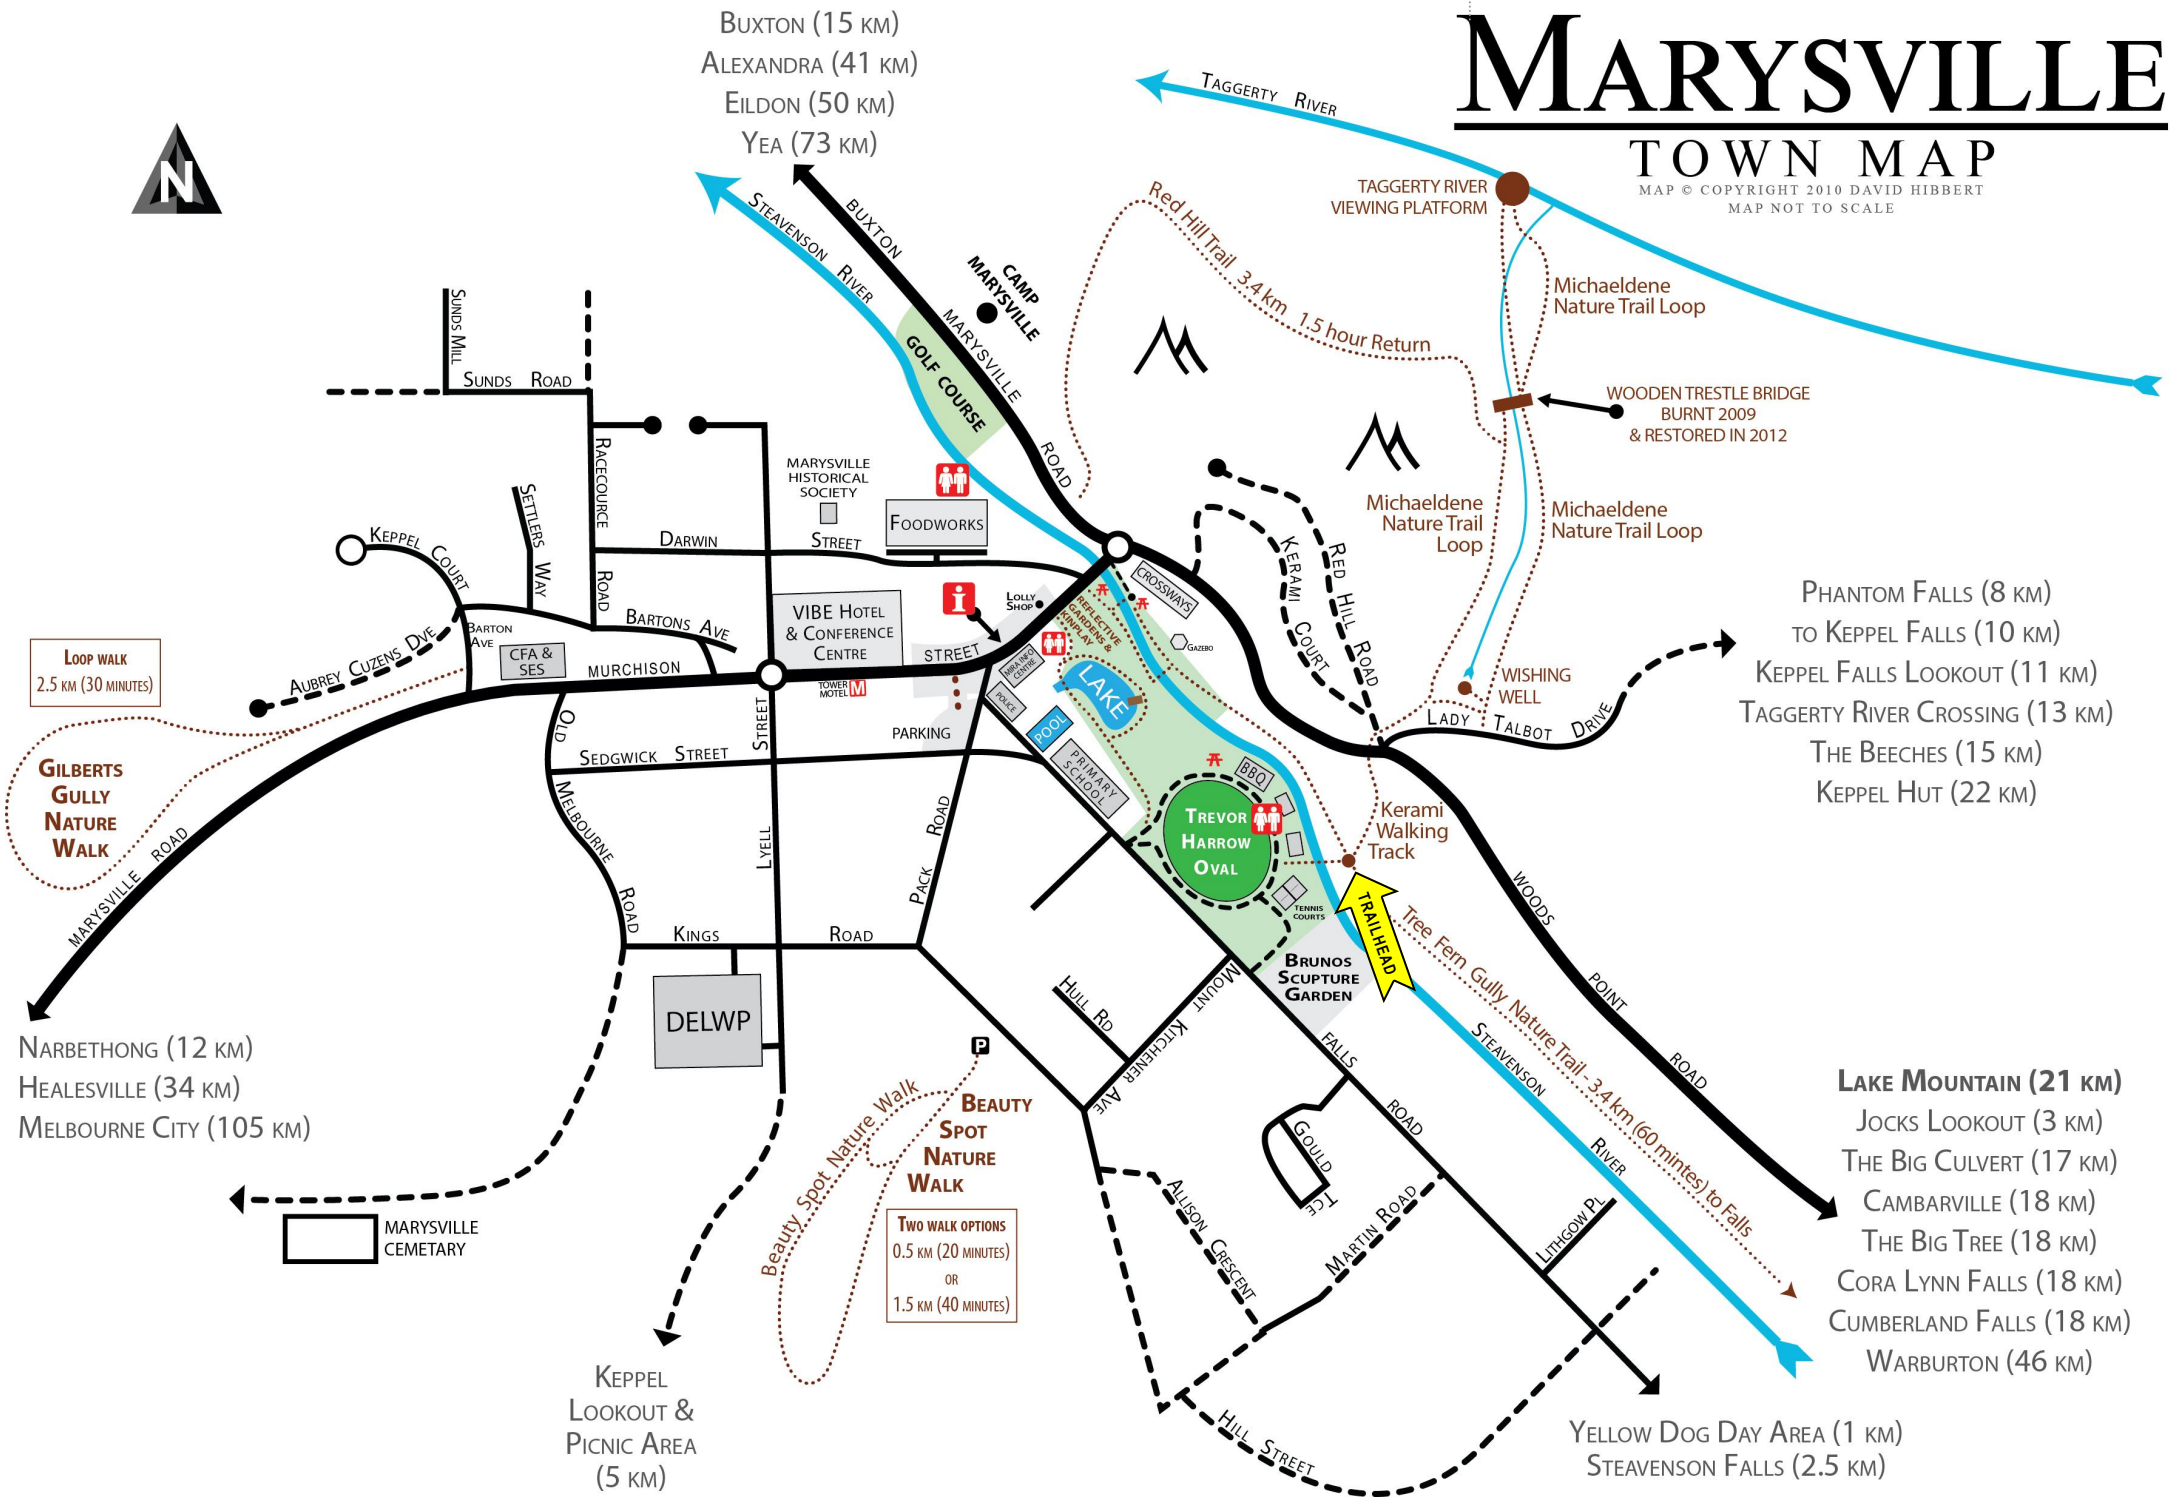 MARYSVILLE
TOWN MAP
MAP © COPYRIGHT 2010 DAVID HIBBERT
MAP NOT TO SCALE
N
BUXTON (15 KM)
ALEXANDRA (41 KM)
EILDON (50 KM)
YEA (73 KM)
TAGGERTY RIVER
TAGGERTY RIVER
VIEWING PLATFORM
Red Hill Trail 3.4 km 1.5 hour Return
Michaeldene
Nature Trail Loop
WOODEN TRESTLE BRIDGE
BURNT 2009
& RESTORED IN 2012
Michaeldene
Nature Trail
Loop
Michaeldene
Nature Trail Loop
WISHING
WELL
STEAVENSON RIVER
BUXTON MARYSVILLE ROAD
CAMP
MARYSVILLE
GOLF COURSE
SUNDS MILL
SUNDS ROAD
RACECOURSE ROAD
SETTLERS WAY
KEPPEL COURT
MARYSVILLE
HISTORICAL
SOCIETY
FOODWORKS
DARWIN STREET
BARTONS AVE
BARTON
AVE
AUBREY CUZENS DVE
CFA &
SES
MURCHISON STREET
VIBE HOTEL
& CONFERENCE
CENTRE
TOWER
MOTEL M
i
LOLLY
SHOP
MIRA INFO
CENTRE
POLICE
POOL
PRIMARY
SCHOOL
PARKING
REFLECTIVE
GARDENS &
KINPLAY
LAKE
CROSSWAYS
GAZEBO
KERAMI COURT
RED HILL ROAD
LADY TALBOT DRIVE
PHANTOM FALLS (8 KM)
TO KEPPEL FALLS (10 KM)
KEPPEL FALLS LOOKOUT (11 KM)
TAGGERTY RIVER CROSSING (13 KM)
THE BEECHES (15 KM)
KEPPEL HUT (22 KM)
LOOP WALK
2.5 KM (30 MINUTES)
GILBERTS
GULLY
NATURE
WALK
MARYSVILLE ROAD
OLD MELBOURNE ROAD
SEDGWICK STREET
LYELL STREET
PACK ROAD
KINGS ROAD
DELWP
BBQ
TREVOR
HARROW
OVAL
TENNIS
COURTS
Kerami
Walking
Track
TRAILHEAD
BRUNOS
SCUPTURE
GARDEN
Tree Fern Gully Nature Trail - 3.4 km (60 mintes) to Falls
STEAVENSON RIVER
WOODS POINT ROAD
FALLS ROAD
HULL RD
MOUNT KITCHENER AVE
GOULD TCE
ALLISON CRESCENT
MARTIN ROAD
LITHGOW PL
HILL STREET
NARBETHONG (12 KM)
HEALESVILLE (34 KM)
MELBOURNE CITY (105 KM)
MARYSVILLE
CEMETARY
P
Beauty Spot Nature Walk
BEAUTY
SPOT
NATURE
WALK
TWO WALK OPTIONS
0.5 KM (20 MINUTES)
OR
1.5 KM (40 MINUTES)
KEPPEL
LOOKOUT &
PICNIC AREA
(5 KM)
LAKE MOUNTAIN (21 KM)
JOCKS LOOKOUT (3 KM)
THE BIG CULVERT (17 KM)
CAMBARVILLE (18 KM)
THE BIG TREE (18 KM)
CORA LYNN FALLS (18 KM)
CUMBERLAND FALLS (18 KM)
WARBURTON (46 KM)
YELLOW DOG DAY AREA (1 KM)
STEAVENSON FALLS (2.5 KM)